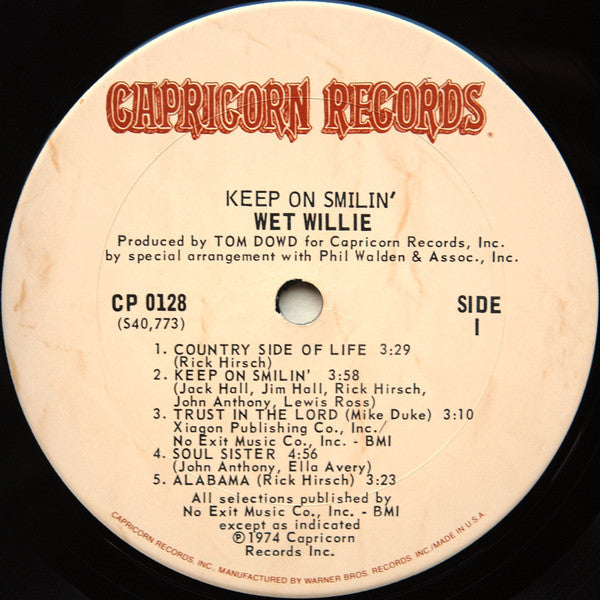 CAPRICORN RECORDS
KEEP ON SMILIN'
WET WILLIE
Produced by TOM DOWD for Capricorn Records, Inc.
by special arrangement with Phil Walden & Assoc., Inc.
CP 0128
(S40,773)
SIDE
1
1. COUNTRY SIDE OF LIFE 3:29
(Rick Hirsch)
2. KEEP ON SMILIN' 3:58
(Jack Hall, Jim Hall, Rick Hirsch,
John Anthony, Lewis Ross)
3. TRUST IN THE LORD (Mike Duke) 3:10
Xiagon Publishing Co., Inc./
No Exit Music Co., Inc. - BMI
4. SOUL SISTER 4:56
(John Anthony, Ella Avery)
5. ALABAMA (Rick Hirsch) 3:23
All selections published by
No Exit Music Co., Inc. - BMI
except as indicated
℗1974 Capricorn
Records Inc.
CAPRICORN RECORDS, INC. MANUFACTURED BY WARNER BROS. RECORDS INC./MADE IN U.S.A.